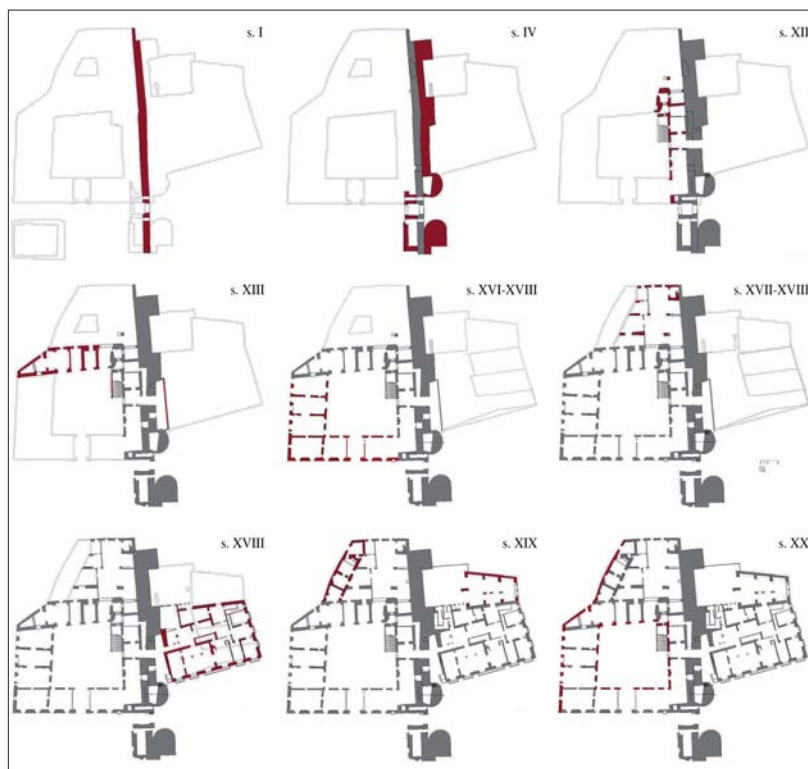 s. I
s. IV
s. XII
s. XIII
s. XVI-XVIII
s. XVII-XVIII
s. XVIII
s. XIX
s. XX